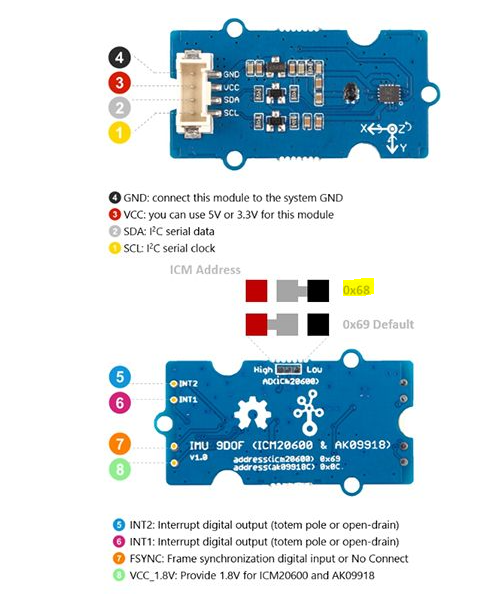 4 GND
3 VCC
2 SDA
1 SCL
X Z
Y
4 GND: connect this module to the system GND
3 VCC: you can use 5V or 3.3V for this module
2 SDA: I²C serial data
1 SCL: I²C serial clock
ICM Address
0x68
0x69 Default
High Low
AD(icm20600)
5 INT2
6 INT1
7 IMU 9DOF (ICM20600 & AK09918)
V1.0 address(icm20600) 0x69
8 address(ak09918C) 0x0C
5 INT2: Interrupt digital output (totem pole or open-drain)
6 INT1: Interrupt digital output (totem pole or open-drain)
7 FSYNC: Frame synchronization digital input or No Connect
8 VCC_1.8V: Provide 1.8V for ICM20600 and AK09918